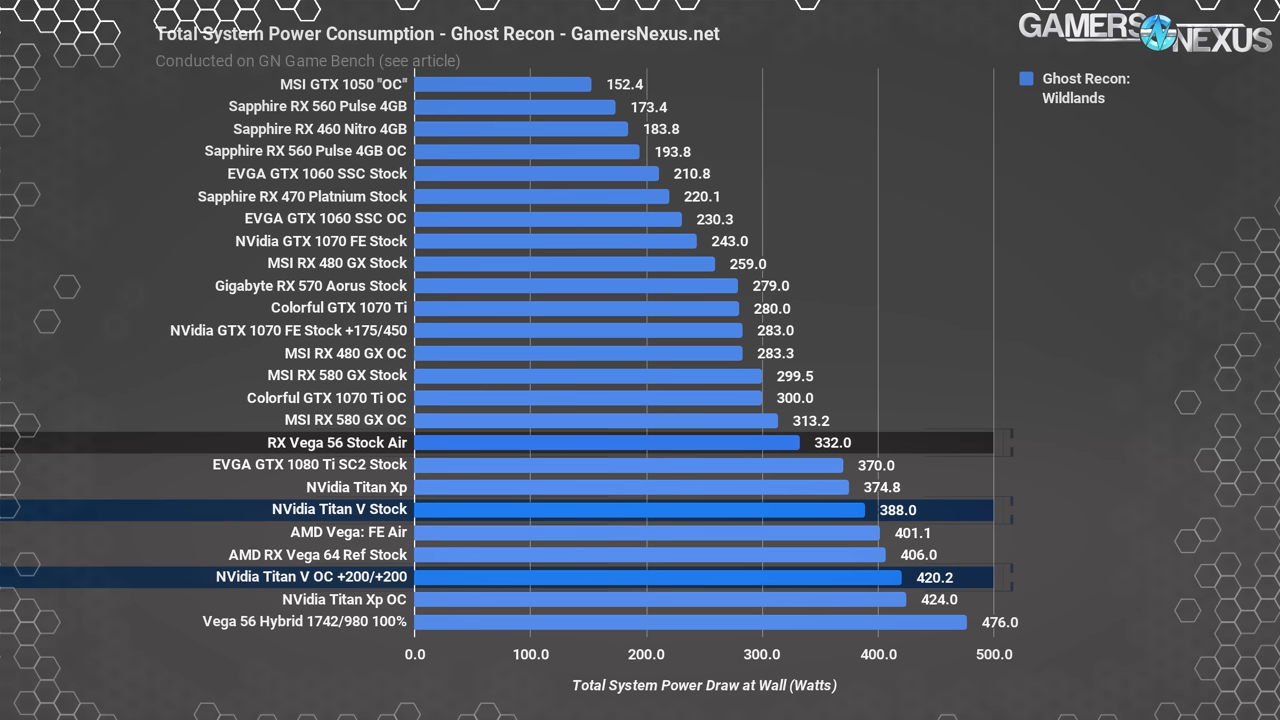 Total System Power Consumption - Ghost Recon - GamersNexus.net
Conducted on GN Game Bench (see article)
GAMERS NEXUS
Ghost Recon:
Wildlands
MSI GTX 1050 "OC" 152.4
Sapphire RX 560 Pulse 4GB 173.4
Sapphire RX 460 Nitro 4GB 183.8
Sapphire RX 560 Pulse 4GB OC 193.8
EVGA GTX 1060 SSC Stock 210.8
Sapphire RX 470 Platnium Stock 220.1
EVGA GTX 1060 SSC OC 230.3
NVidia GTX 1070 FE Stock 243.0
MSI RX 480 GX Stock 259.0
Gigabyte RX 570 Aorus Stock 279.0
Colorful GTX 1070 Ti 280.0
NVidia GTX 1070 FE Stock +175/450 283.0
MSI RX 480 GX OC 283.3
MSI RX 580 GX Stock 299.5
Colorful GTX 1070 Ti OC 300.0
MSI RX 580 GX OC 313.2
RX Vega 56 Stock Air 332.0
EVGA GTX 1080 Ti SC2 Stock 370.0
NVidia Titan Xp 374.8
NVidia Titan V Stock 388.0
AMD Vega: FE Air 401.1
AMD RX Vega 64 Ref Stock 406.0
NVidia Titan V OC +200/+200 420.2
NVidia Titan Xp OC 424.0
Vega 56 Hybrid 1742/980 100% 476.0
0.0 100.0 200.0 300.0 400.0 500.0
Total System Power Draw at Wall (Watts)